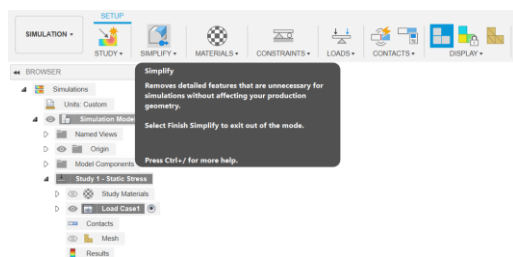 SETUP
SIMULATION ▾
STUDY ▾
SIMPLIFY ▾
MATERIALS ▾
CONSTRAINTS ▾
LOADS ▾
CONTACTS ▾
DISPLAY ▾
BROWSER
Simplify
Removes detailed features that are unnecessary for
simulations without affecting your production
geometry.
Select Finish Simplify to exit out of the mode.
Press Ctrl+/ for more help.
Simulations
Units: Custom
Simulation Mode
Named Views
Origin
Model Components
Study 1 - Static Stress
Study Materials
Load Case1
Contacts
Mesh
Results